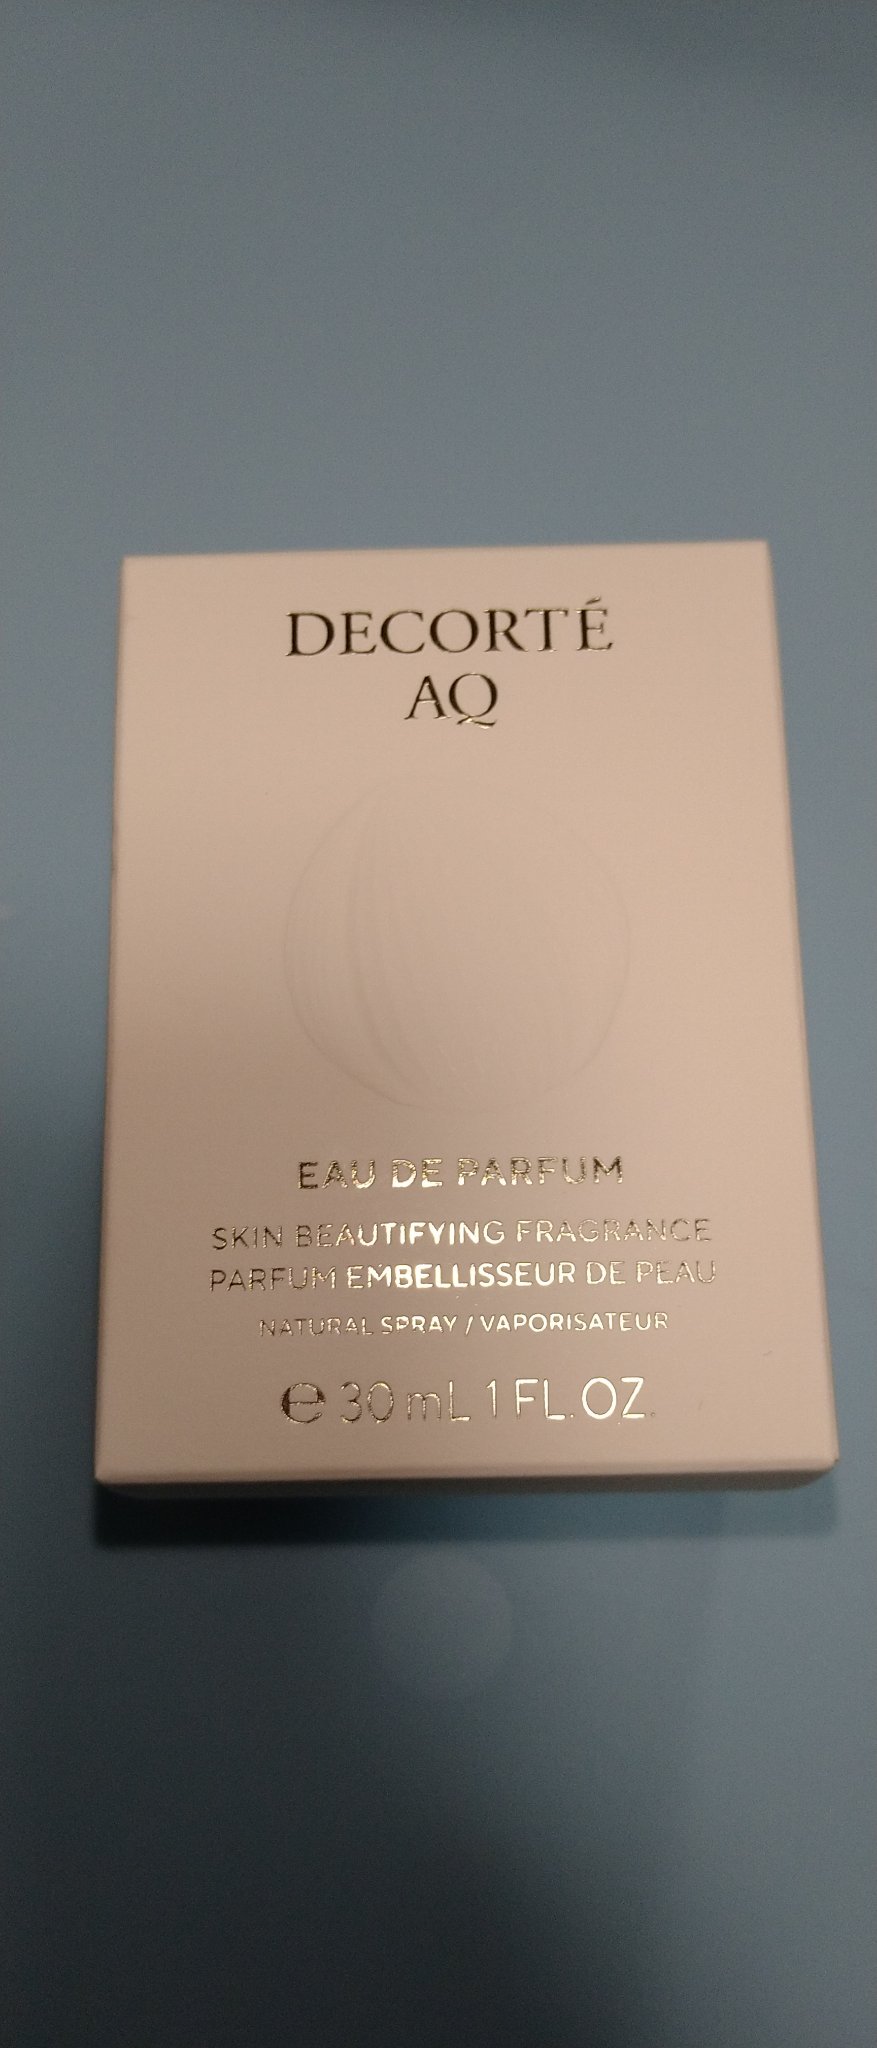 DECORTÉ
AQ
EAU DE PARFUM
SKIN BEAUTIFYING FRAGRANCE
PARFUM EMBELLISSEUR DE PEAU
NATURAL SPRAY / VAPORISATEUR
℮ 30 mL 1 FL. OZ.